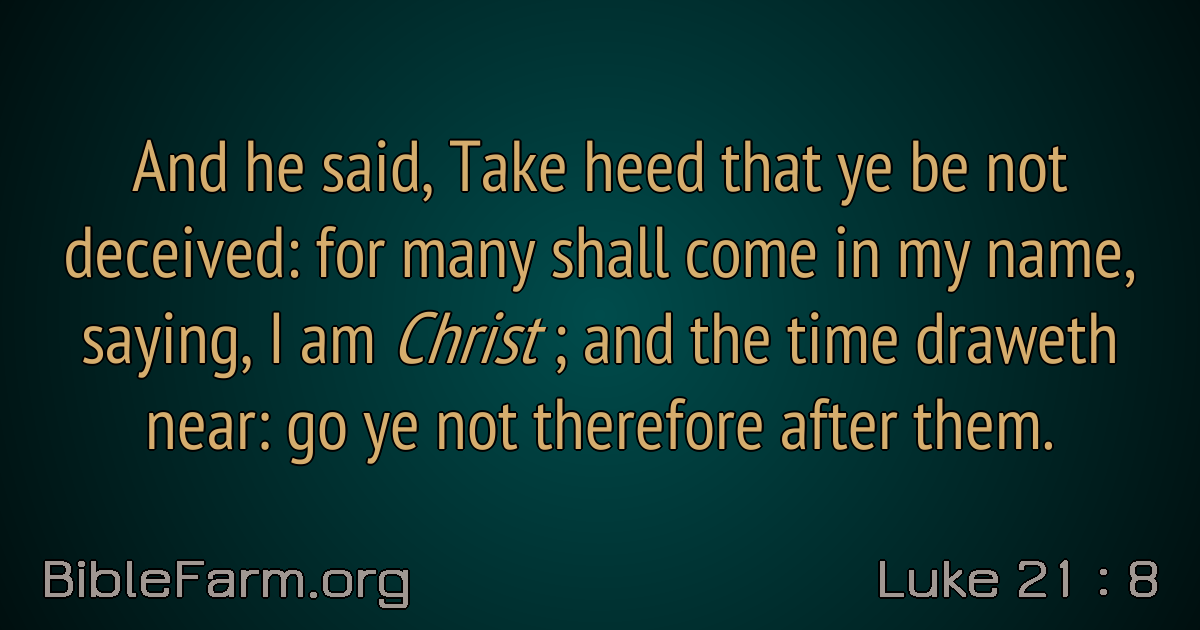 And he said, Take heed that ye be not
deceived: for many shall come in my name,
saying, I am Christ ; and the time draweth
near: go ye not therefore after them.
BibleFarm.org
Luke 21 : 8